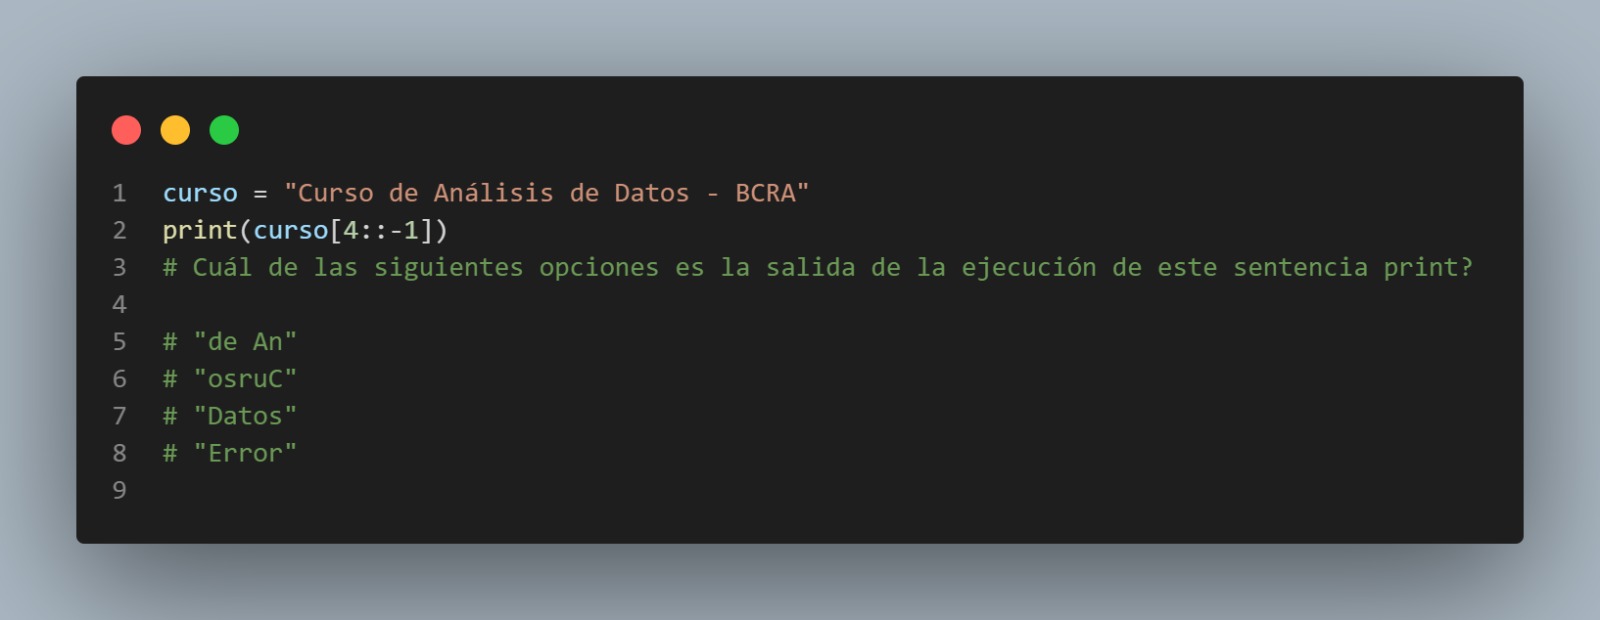 1 curso = "Curso de Análisis de Datos - BCRA"
2 print(curso[4::-1])
3 # Cuál de las siguientes opciones es la salida de la ejecución de este sentencia print?
4
5 # "de An"
6 # "osruC"
7 # "Datos"
8 # "Error"
9